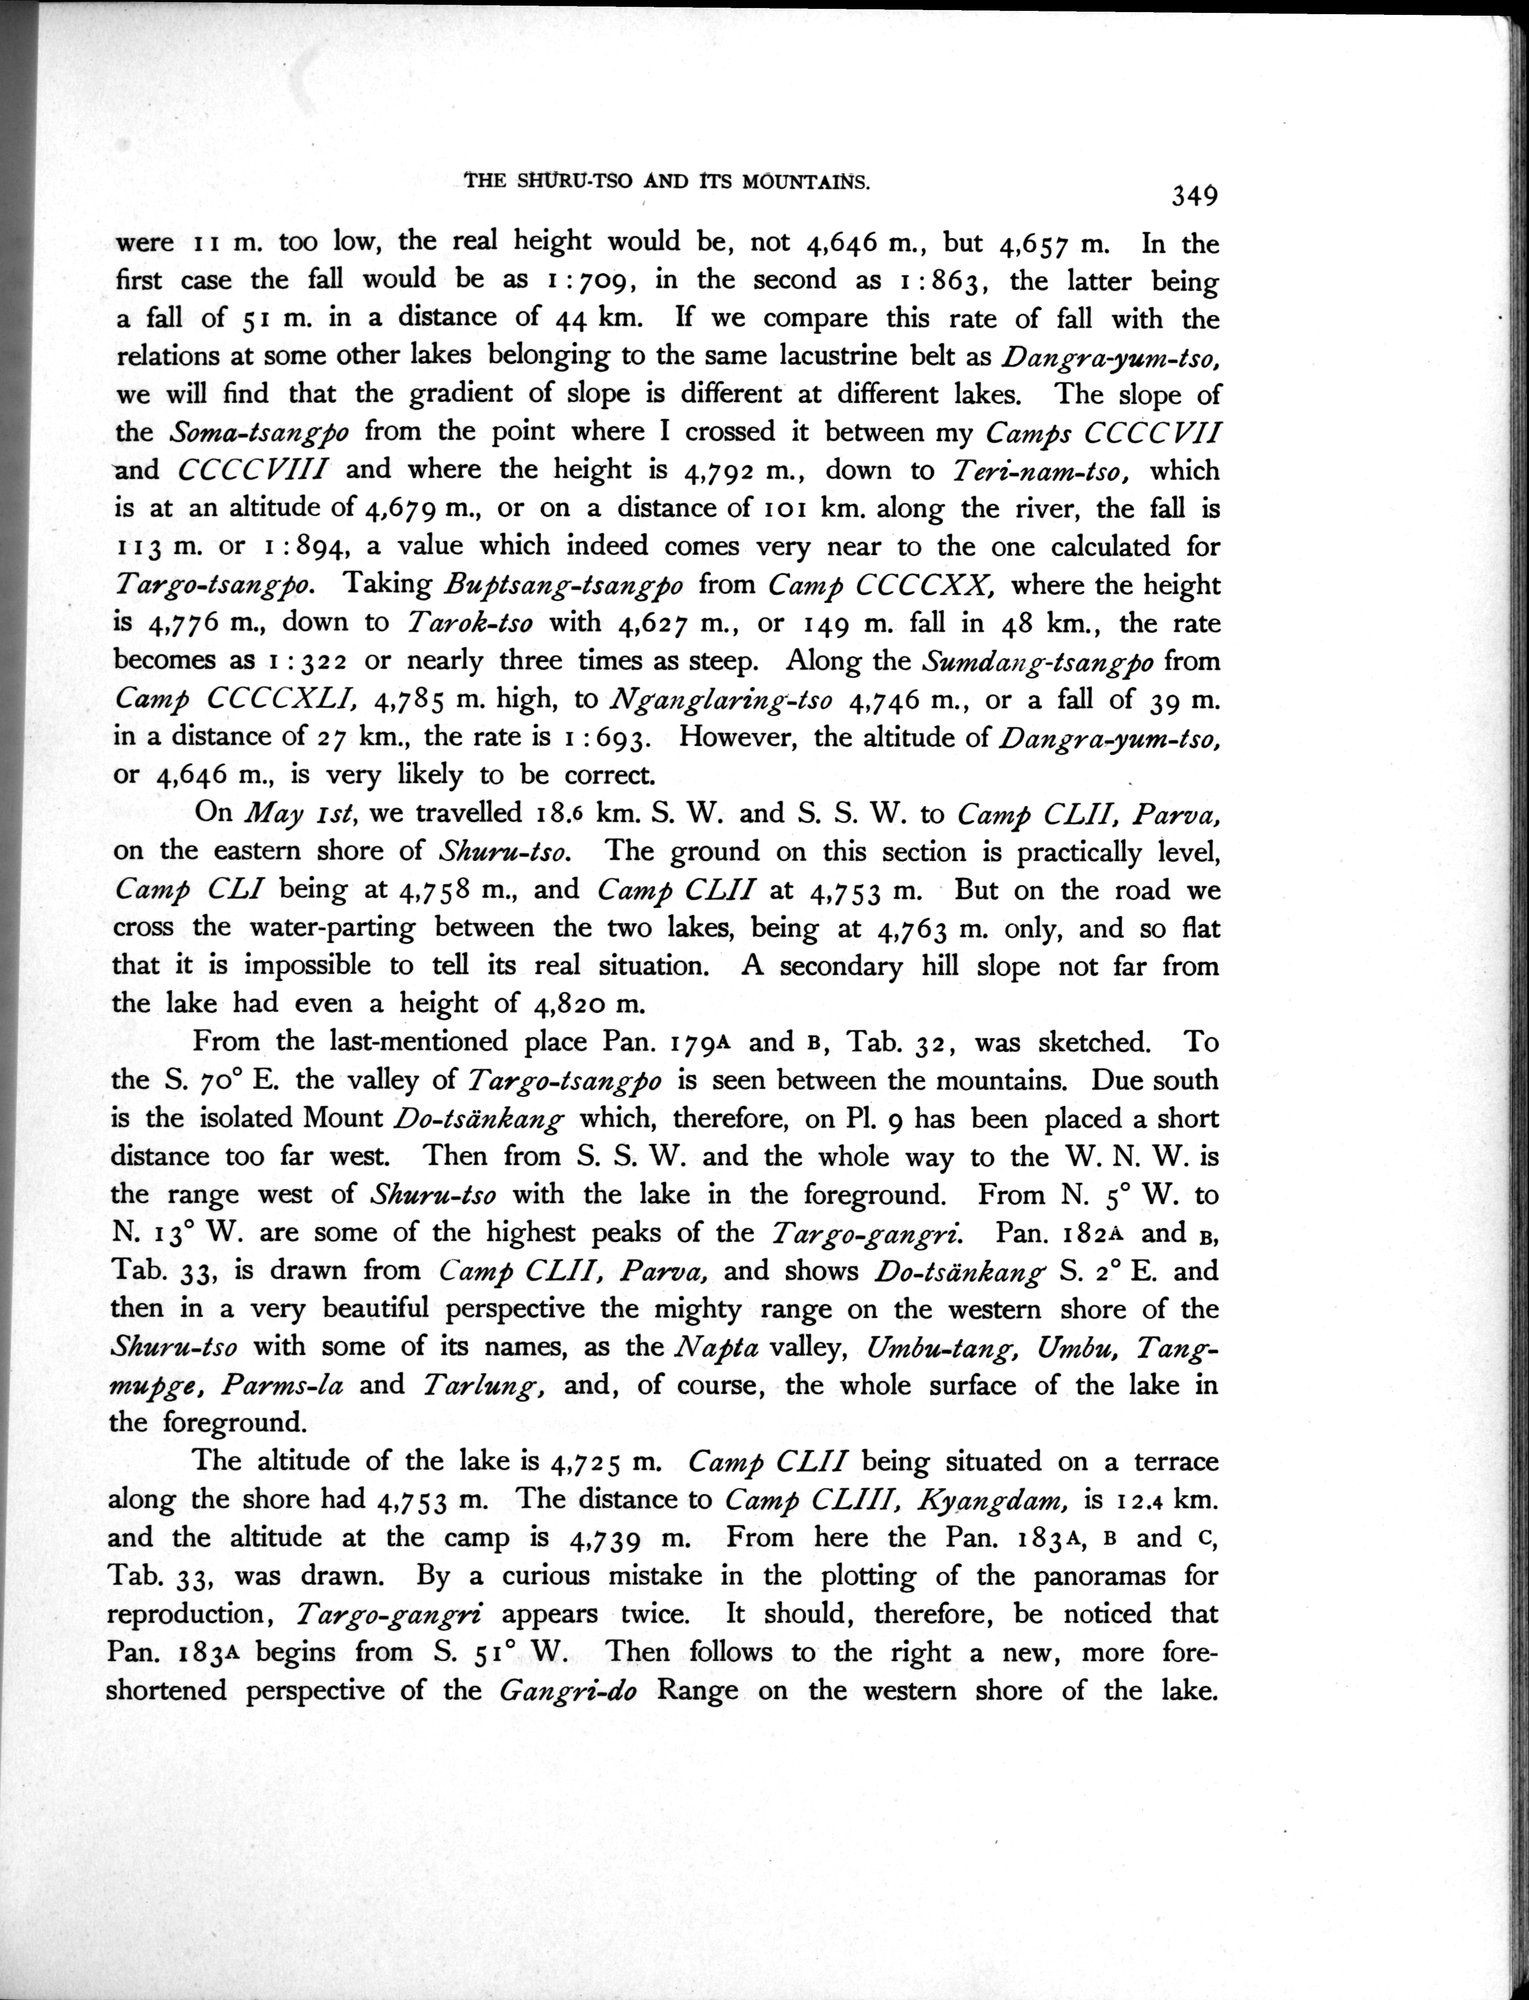 THE SHURU-TSO AND ITS MOUNTAINS.
349
were 11 m. too low, the real height would be, not 4,646 m., but 4,657 m. In the
first case the fall would be as 1 : 709, in the second as 1 : 863, the latter being
a fall of 51 m. in a distance of 44 km. If we compare this rate of fall with the
relations at some other lakes belonging to the same lacustrine belt as Dangra-yum-tso,
we will find that the gradient of slope is different at different lakes. The slope of
the Soma-tsangpo from the point where I crossed it between my Camps CCCCVII
and CCCCVIII and where the height is 4,792 m., down to Teri-nam-tso, which
is at an altitude of 4,679 m., or on a distance of 101 km. along the river, the fall is
113 m. or 1 : 894, a value which indeed comes very near to the one calculated for
Targo-tsangpo. Taking Buptsang-tsangpo from Camp CCCCXX, where the height
is 4,776 m., down to Tarok-tso with 4,627 m., or 149 m. fall in 48 km., the rate
becomes as 1 : 322 or nearly three times as steep. Along the Sumdang-tsangpo from
Camp CCCCXLI, 4,785 m. high, to Nganglaring-tso 4,746 m., or a fall of 39 m.
in a distance of 27 km., the rate is 1 : 693. However, the altitude of Dangra-yum-tso,
or 4,646 m., is very likely to be correct.
On May 1st, we travelled 18.6 km. S. W. and S. S. W. to Camp CLII, Parva,
on the eastern shore of Shuru-tso. The ground on this section is practically level,
Camp CLI being at 4,758 m., and Camp CLII at 4,753 m. But on the road we
cross the water-parting between the two lakes, being at 4,763 m. only, and so flat
that it is impossible to tell its real situation. A secondary hill slope not far from
the lake had even a height of 4,820 m.
From the last-mentioned place Pan. 179A and B, Tab. 32, was sketched. To
the S. 70° E. the valley of Targo-tsangpo is seen between the mountains. Due south
is the isolated Mount Do-tsänkang which, therefore, on Pl. 9 has been placed a short
distance too far west. Then from S. S. W. and the whole way to the W. N. W. is
the range west of Shuru-tso with the lake in the foreground. From N. 5° W. to
N. 13° W. are some of the highest peaks of the Targo-gangri. Pan. 182A and B,
Tab. 33, is drawn from Camp CLII, Parva, and shows Do-tsänkang S. 2° E. and
then in a very beautiful perspective the mighty range on the western shore of the
Shuru-tso with some of its names, as the Napta valley, Umbu-tang, Umbu, Tang-
mupge, Parms-la and Tarlung, and, of course, the whole surface of the lake in
the foreground.
The altitude of the lake is 4,725 m. Camp CLII being situated on a terrace
along the shore had 4,753 m. The distance to Camp CLIII, Kyangdam, is 12.4 km.
and the altitude at the camp is 4,739 m. From here the Pan. 183A, B and C,
Tab. 33, was drawn. By a curious mistake in the plotting of the panoramas for
reproduction, Targo-gangri appears twice. It should, therefore, be noticed that
Pan. 183A begins from S. 51° W. Then follows to the right a new, more fore-
shortened perspective of the Gangri-do Range on the western shore of the lake.